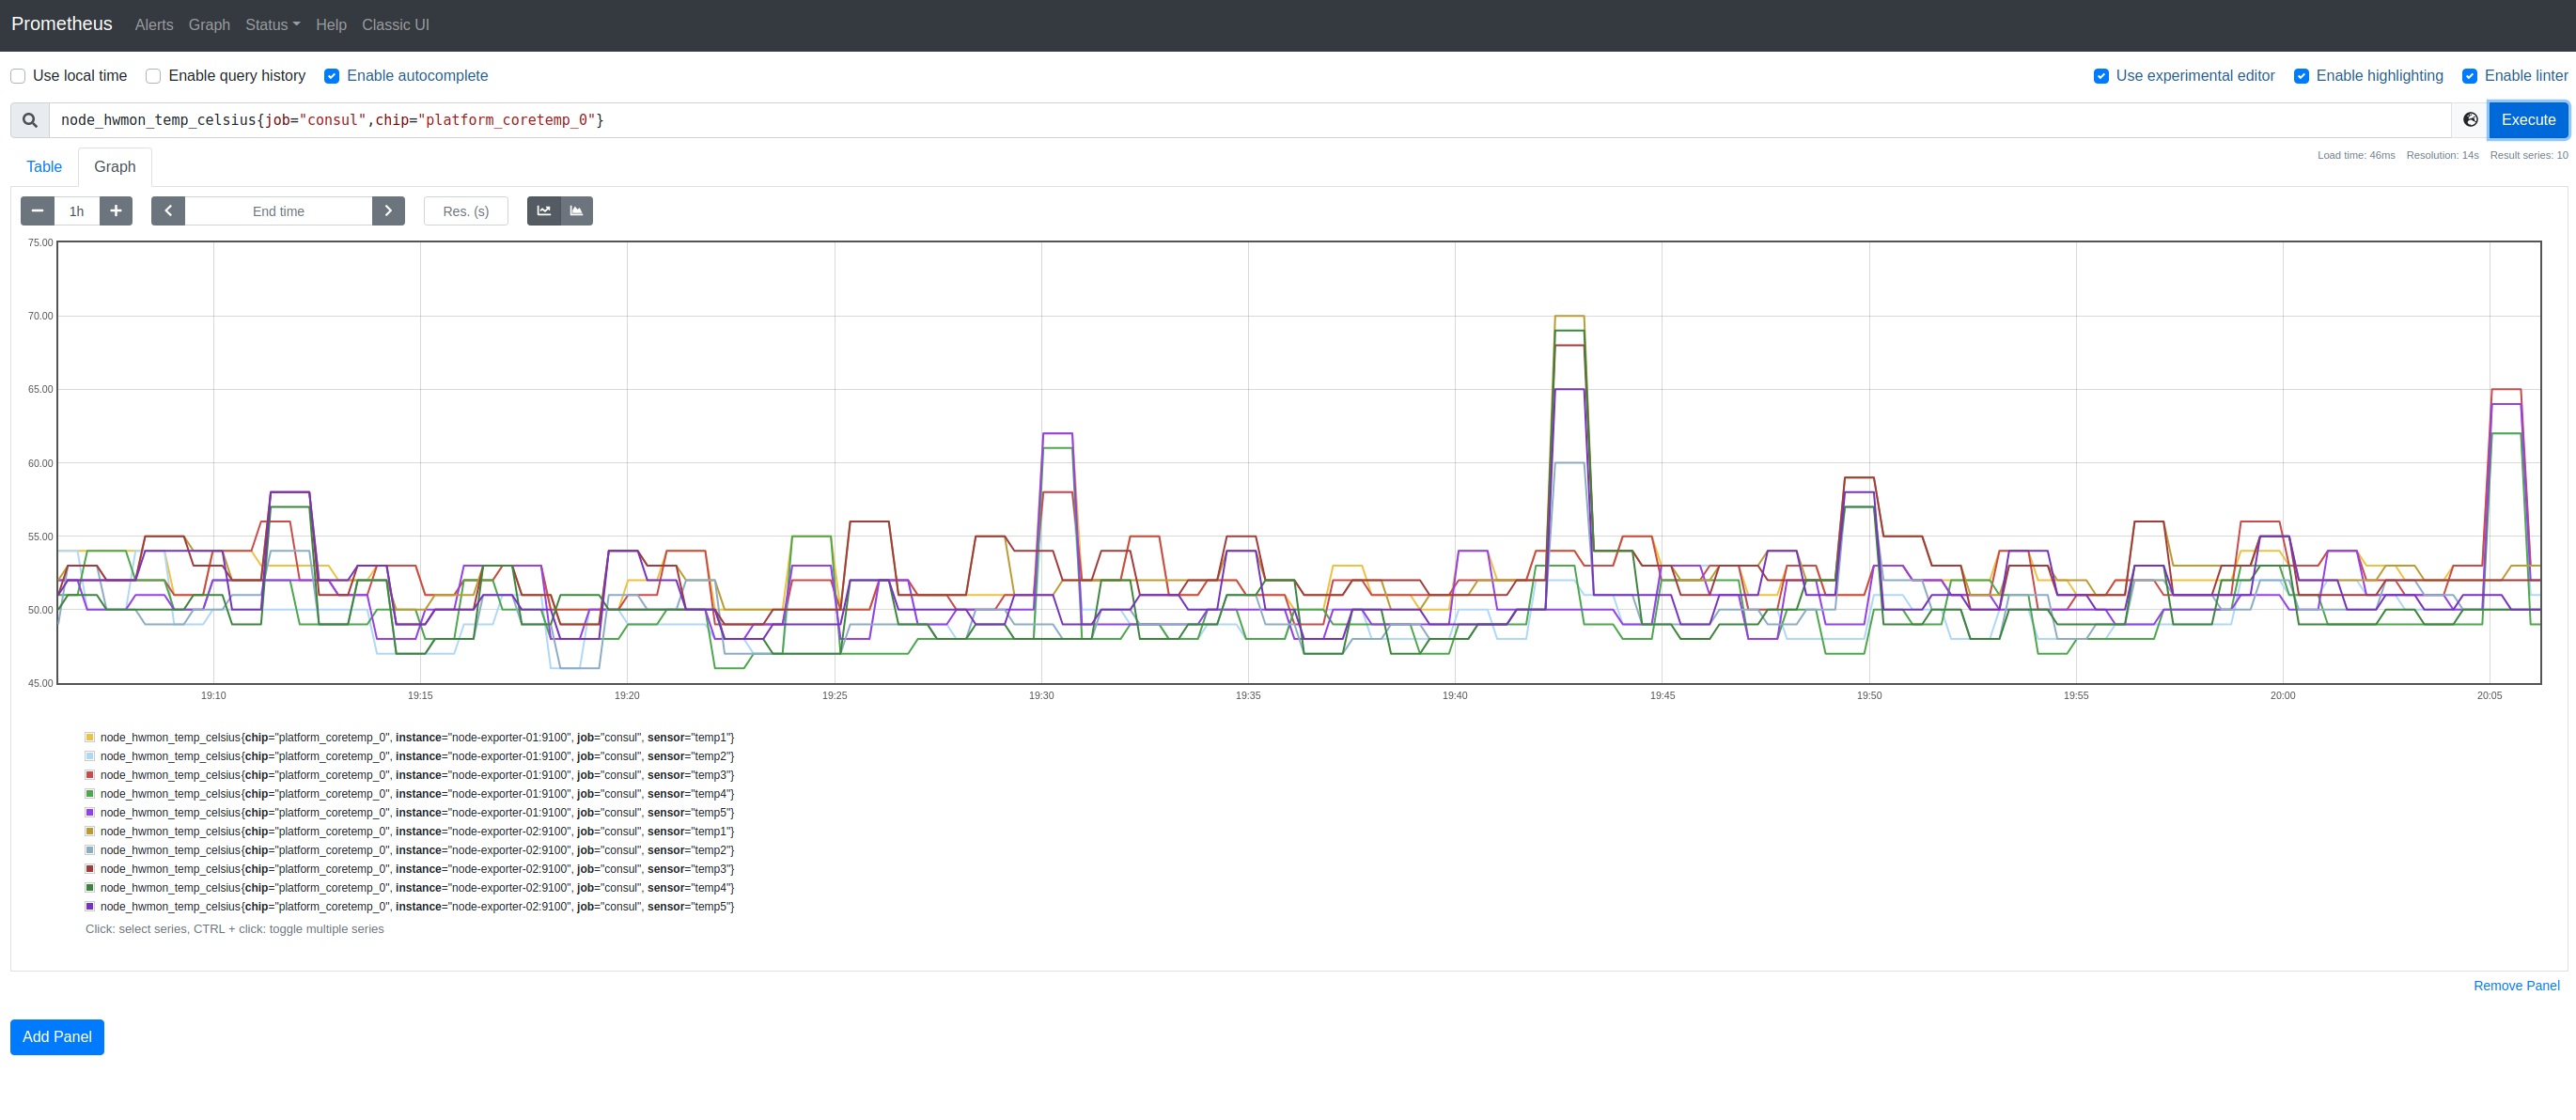 Prometheus Alerts Graph Status Help Classic UI
Use local time Enable query history Enable autocomplete Use experimental editor Enable highlighting Enable linter
node_hwmon_temp_celsius{job="consul",chip="platform_coretemp_0"} Execute
Table Graph Load time: 46ms Resolution: 14s Result series: 10
1h End time Res. (s)
75.00
70.00
65.00
60.00
55.00
50.00
45.00
19:10 19:15 19:20 19:25 19:30 19:35 19:40 19:45 19:50 19:55 20:00 20:05
node_hwmon_temp_celsius{chip="platform_coretemp_0", instance="node-exporter-01:9100", job="consul", sensor="temp1"}
node_hwmon_temp_celsius{chip="platform_coretemp_0", instance="node-exporter-01:9100", job="consul", sensor="temp2"}
node_hwmon_temp_celsius{chip="platform_coretemp_0", instance="node-exporter-01:9100", job="consul", sensor="temp3"}
node_hwmon_temp_celsius{chip="platform_coretemp_0", instance="node-exporter-01:9100", job="consul", sensor="temp4"}
node_hwmon_temp_celsius{chip="platform_coretemp_0", instance="node-exporter-01:9100", job="consul", sensor="temp5"}
node_hwmon_temp_celsius{chip="platform_coretemp_0", instance="node-exporter-02:9100", job="consul", sensor="temp1"}
node_hwmon_temp_celsius{chip="platform_coretemp_0", instance="node-exporter-02:9100", job="consul", sensor="temp2"}
node_hwmon_temp_celsius{chip="platform_coretemp_0", instance="node-exporter-02:9100", job="consul", sensor="temp3"}
node_hwmon_temp_celsius{chip="platform_coretemp_0", instance="node-exporter-02:9100", job="consul", sensor="temp4"}
node_hwmon_temp_celsius{chip="platform_coretemp_0", instance="node-exporter-02:9100", job="consul", sensor="temp5"}
Click: select series, CTRL + click: toggle multiple series
Remove Panel
Add Panel